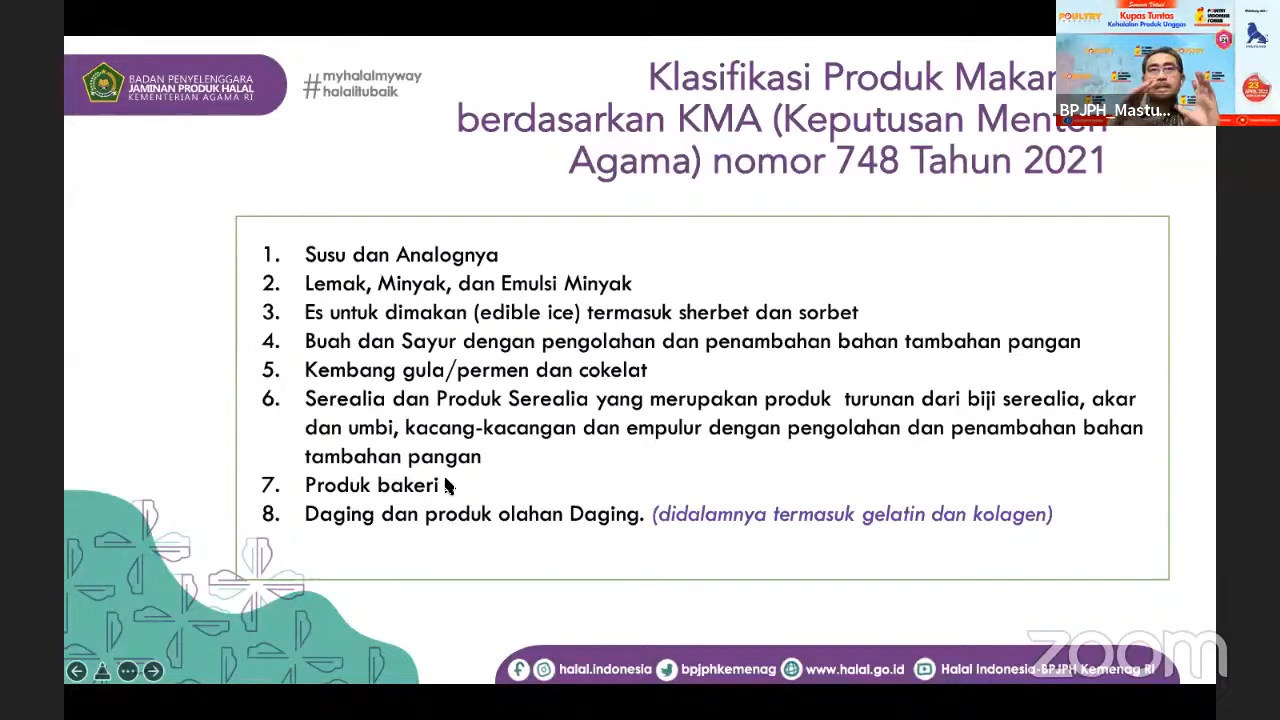 BADAN PENYELENGGARA
JAMINAN PRODUK HALAL
KEMENTERIAN AGAMA RI
#myhalalmyway
halalitubaik
Klasifikasi Produk Makan
berdasarkan KMA (Keputusan Menteri
Agama) nomor 748 Tahun 2021
Seminar Virtual
Kupas Tuntas
Kehalalan Produk Unggas
POULTRY
23
APRIL 2022
BPJPH_Mastu...
1. Susu dan Analognya
2. Lemak, Minyak, dan Emulsi Minyak
3. Es untuk dimakan (edible ice) termasuk sherbet dan sorbet
4. Buah dan Sayur dengan pengolahan dan penambahan bahan tambahan pangan
5. Kembang gula/permen dan cokelat
6. Serealia dan Produk Serealia yang merupakan produk turunan dari biji serealia, akar
dan umbi, kacang-kacangan dan empulur dengan pengolahan dan penambahan bahan
tambahan pangan
7. Produk bakeri
8. Daging dan produk olahan Daging. (didalamnya termasuk gelatin dan kolagen)
halal.indonesia bpjphkemenag www.halal.go.id Halal Indonesia-BPJPH Kemenag RI
zoom